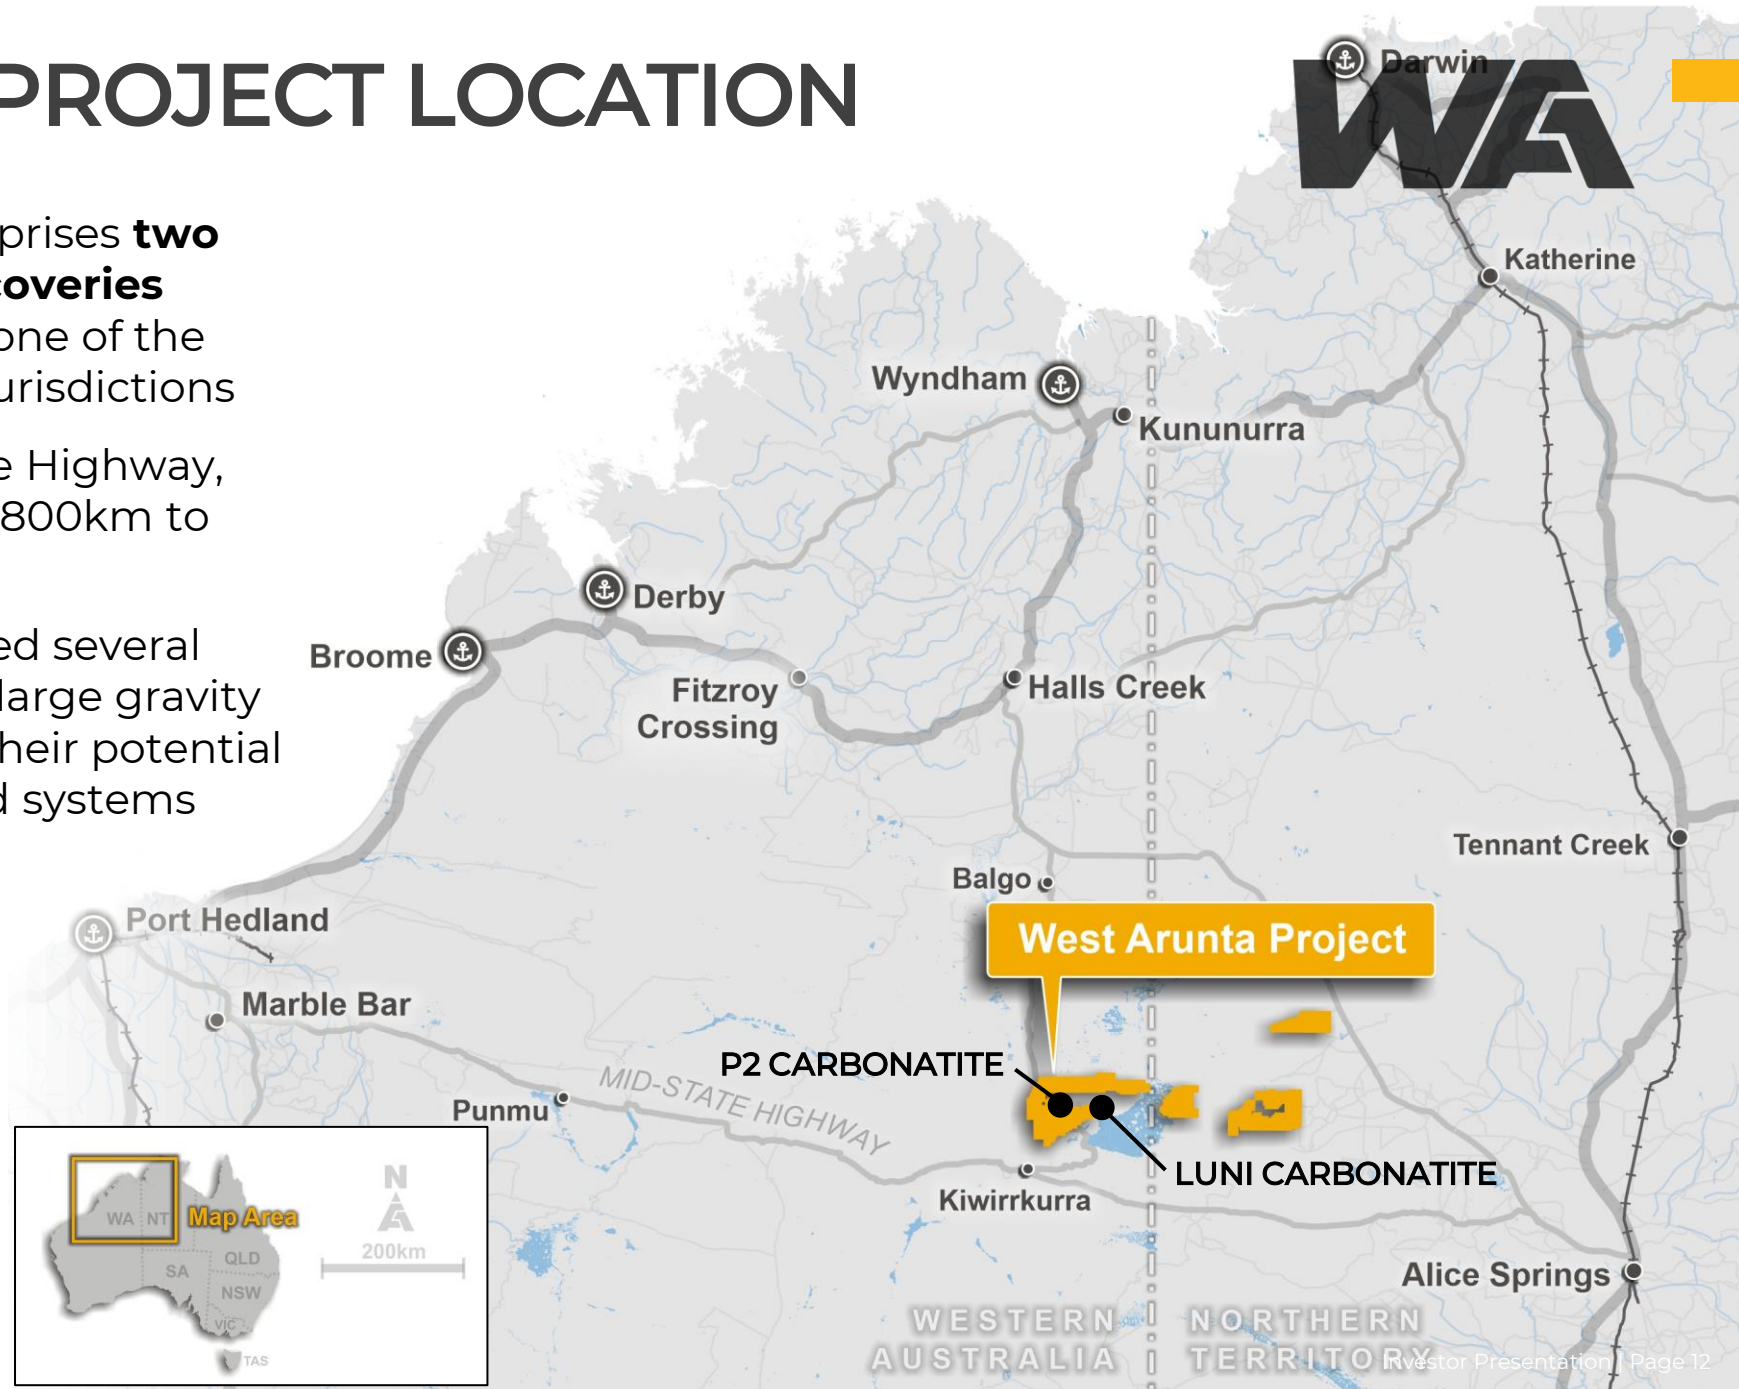 PROJECT LOCATION
WA
prises two
coveries
one of the
urisdictions
e Highway,
800km to
ed several
large gravity
heir potential
d systems
Darwin
Katherine
Wyndham
Kununurra
Derby
Broome
Fitzroy
Crossing
Halls Creek
Tennant Creek
Balgo
West Arunta Project
Port Hedland
Marble Bar
P2 CARBONATITE
MID-STATE HIGHWAY
Punmu
LUNI CARBONATITE
Kiwirrkurra
Alice Springs
WESTERN
AUSTRALIA
NORTHERN
TERRITORY
WA
NT
Map Area
SA
QLD
NSW
VIC
TAS
N
200km
Investor Presentation | Page 12